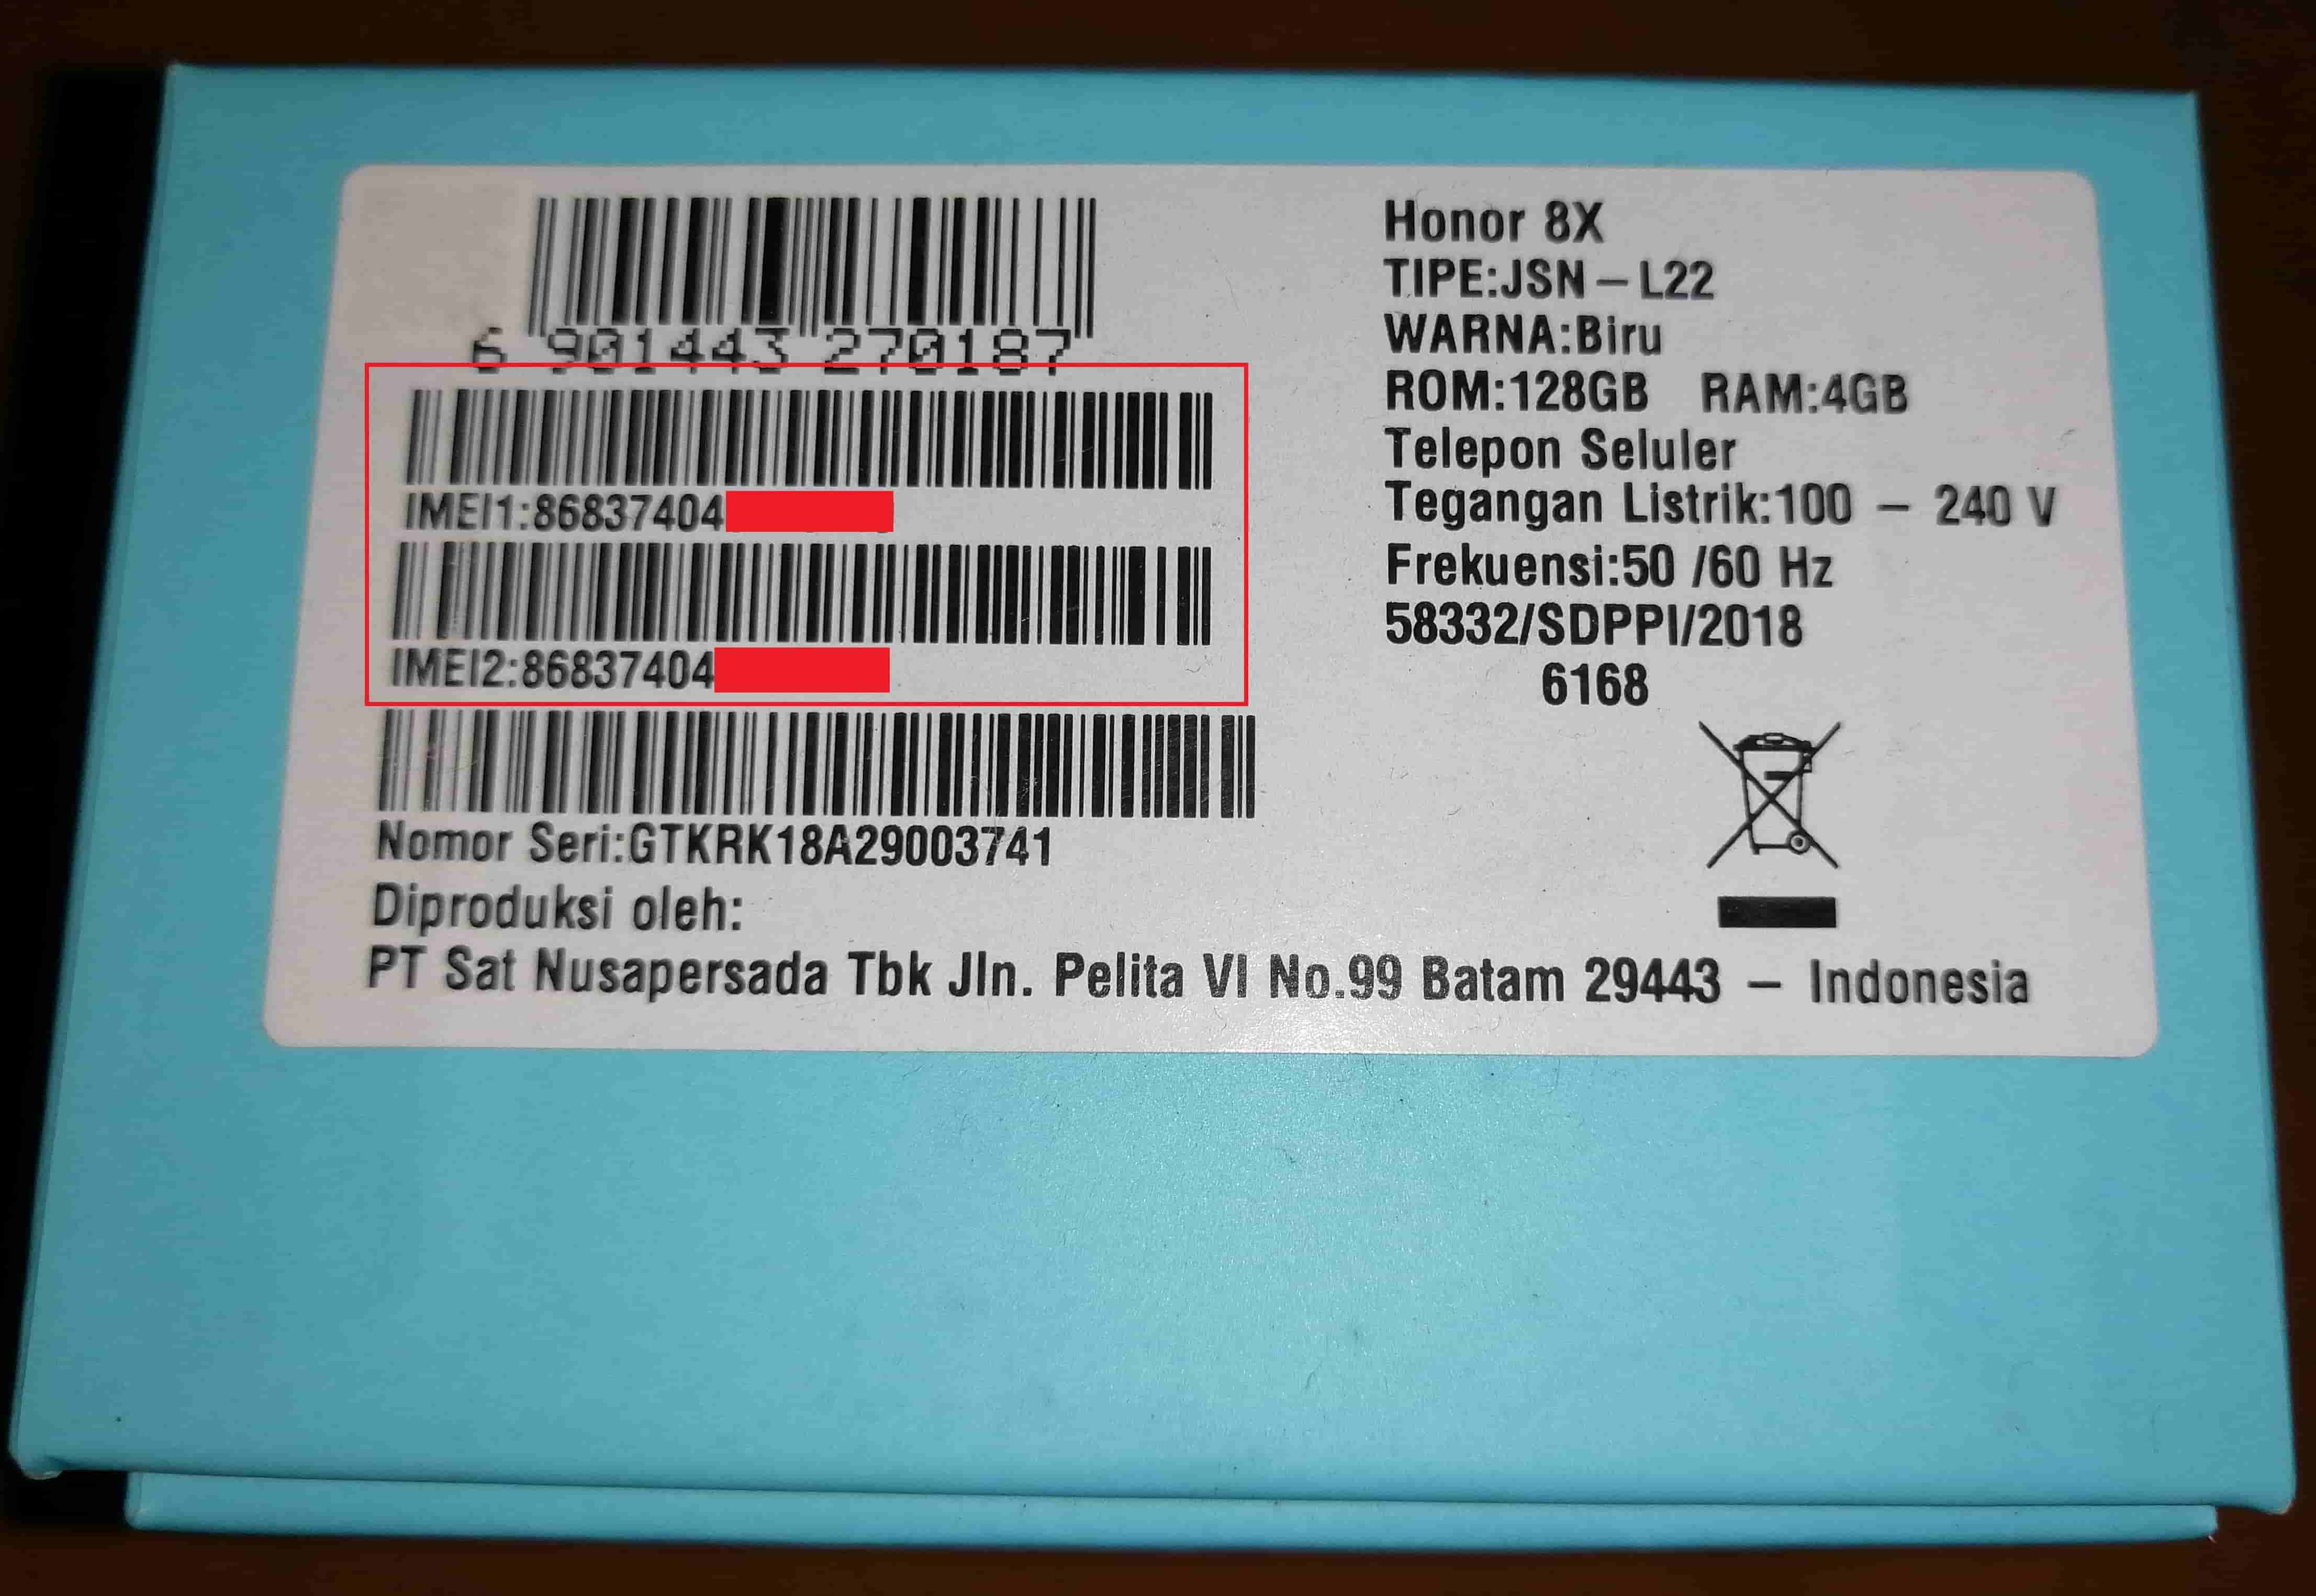 6 901443 270187
IMEI1:86837404
IMEI2:86837404
Nomor Seri:GTKRK18A29003741
Diproduksi oleh:
PT Sat Nusapersada Tbk Jln. Pelita VI No.99 Batam 29443 – Indonesia
Honor 8X
TIPE:JSN – L22
WARNA:Biru
ROM:128GB RAM:4GB
Telepon Seluler
Tegangan Listrik:100 – 240 V
Frekuensi:50 /60 Hz
58332/SDPPI/2018
6168